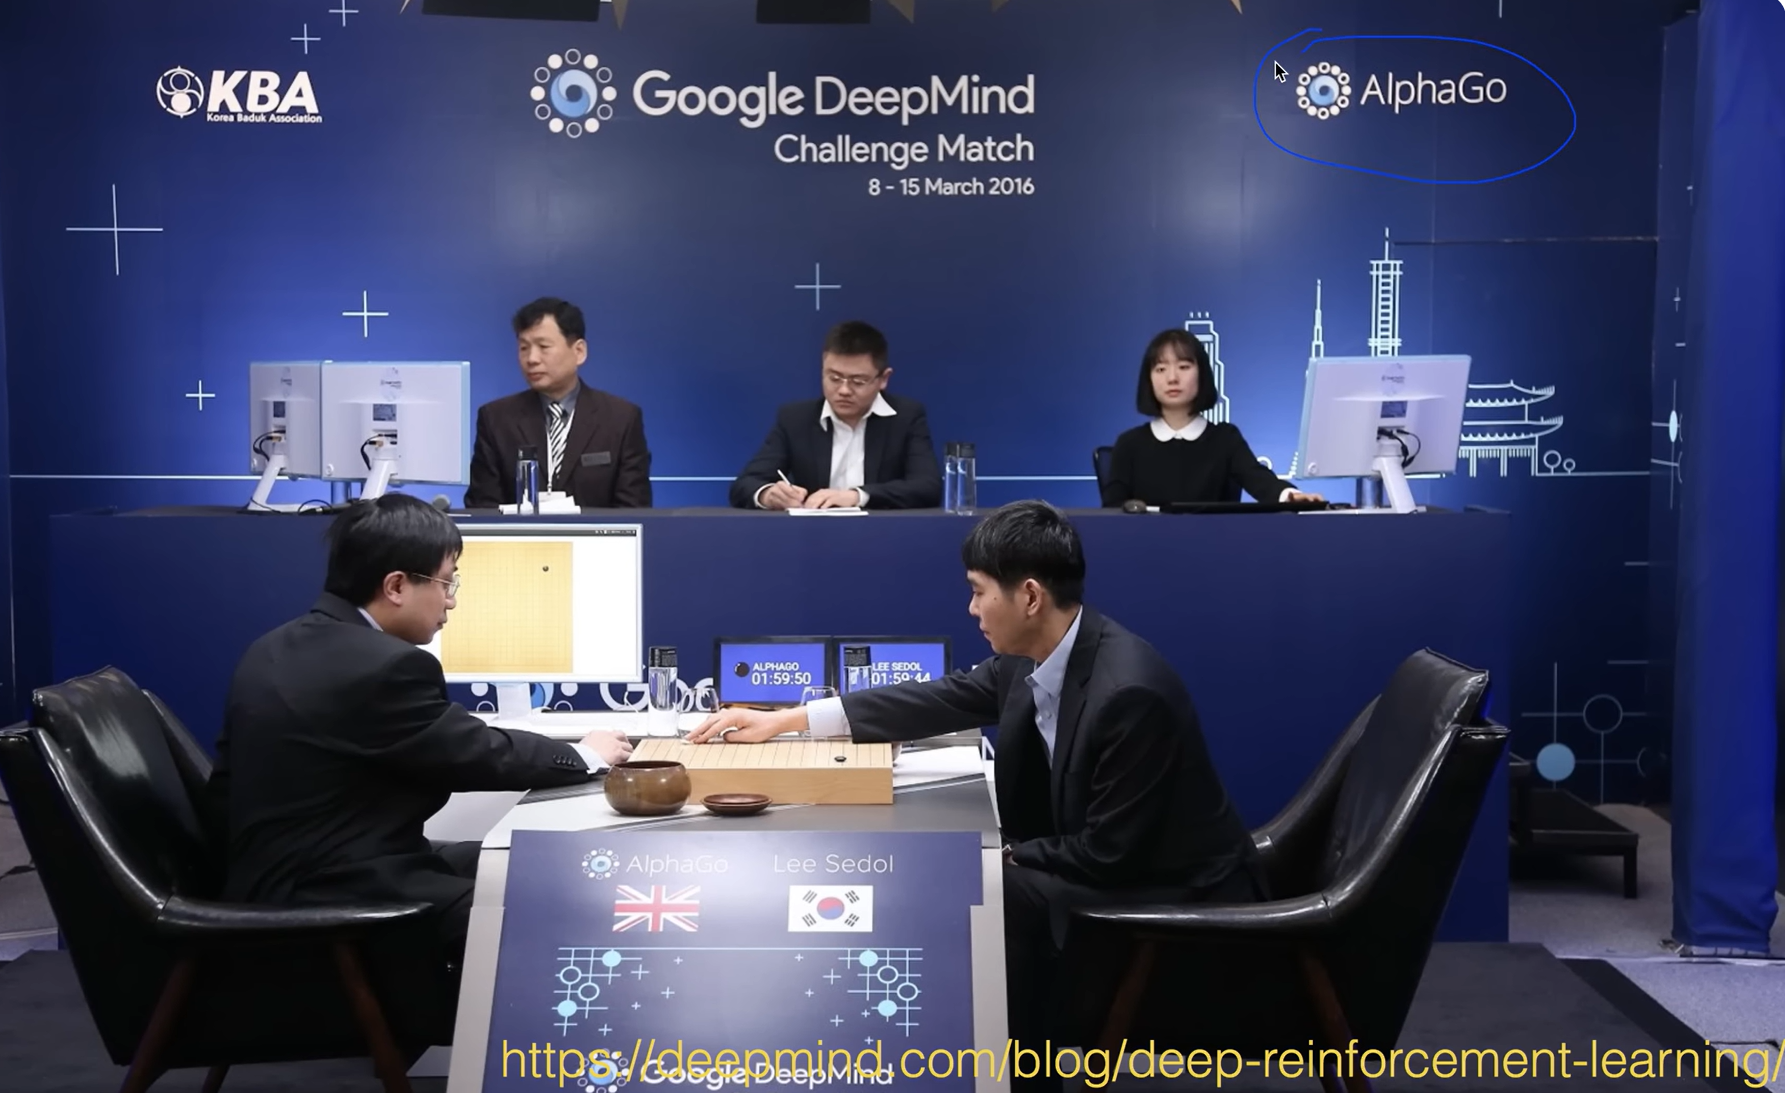 KBA
Korea Baduk Association
Google DeepMind
Challenge Match
8 - 15 March 2016
AlphaGo
ALPHAGO
01:59:50
LEE SEDOL
01:59:44
Goo
AlphaGo
Lee Sedol
https://deepmind.com/blog/deep-reinforcement-learning/
Google DeepMind